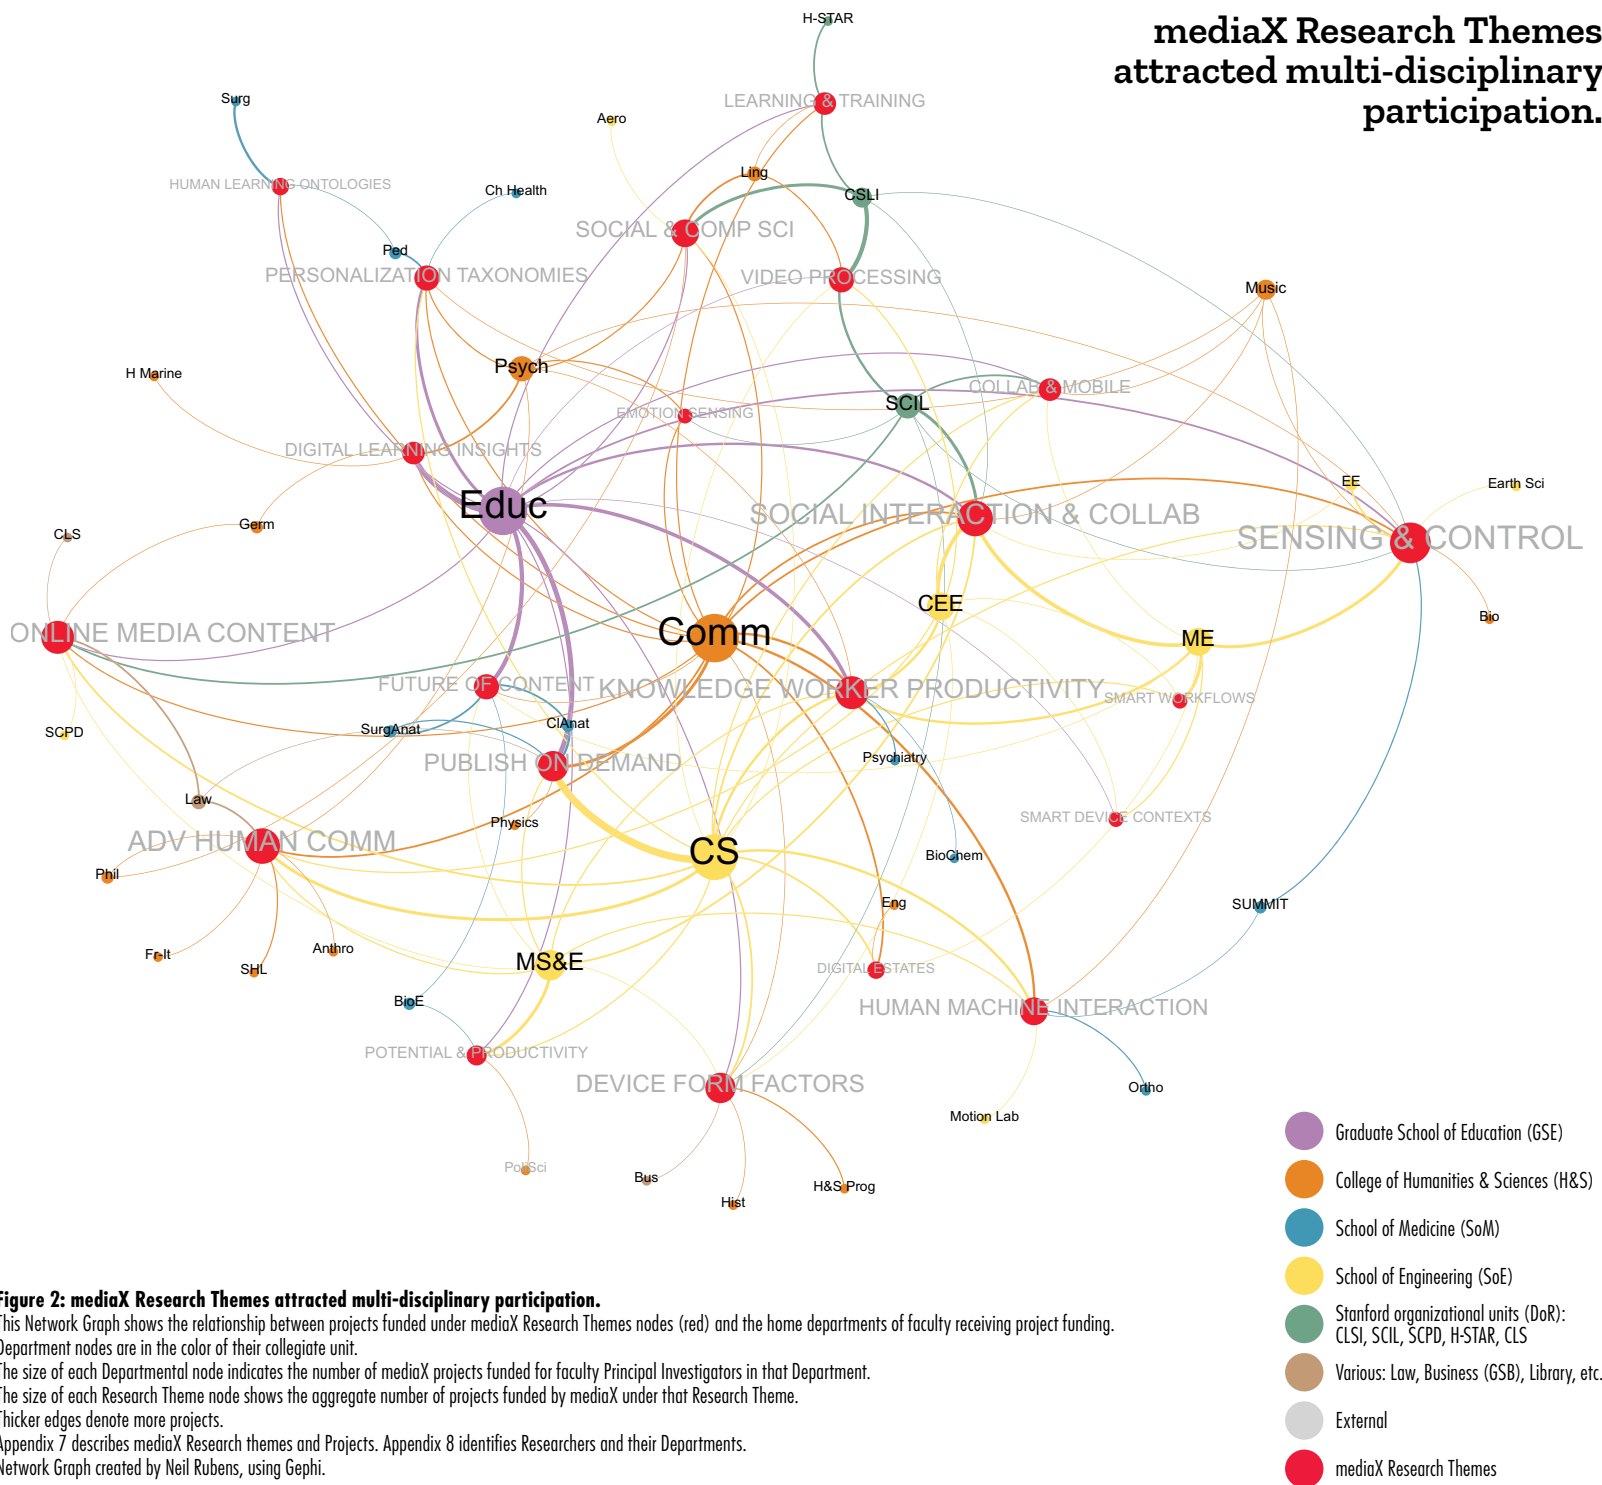 mediaX Research Themes
attracted multi-disciplinary
participation.
H-STAR
LEARNING & TRAINING
Surg
Aero
Ling
HUMAN LEARNING ONTOLOGIES
Ch Health
CSLI
SOCIAL & COMP SCI
Ped
PERSONALIZATION TAXONOMIES
VIDEO PROCESSING
Music
Psych
H Marine
COLLAB & MOBILE
SCIL
EMOTION SENSING
DIGITAL LEARNING INSIGHTS
EE
Earth Sci
Educ
SOCIAL INTERACTION & COLLAB
Germ
CLS
SENSING & CONTROL
CEE
Bio
ONLINE MEDIA CONTENT
Comm
ME
FUTURE OF CONTENT
KNOWLEDGE WORKER PRODUCTIVITY
SMART WORKFLOWS
SCPD
SurgAnat
ClAnat
Psychiatry
PUBLISH ON DEMAND
Law
Physics
SMART DEVICE CONTEXTS
ADV HUMAN COMM
CS
BioChem
Phil
Eng
SUMMIT
Fr-It
SHL
Anthro
MS&E
DIGITAL ESTATES
BioE
HUMAN MACHINE INTERACTION
POTENTIAL & PRODUCTIVITY
DEVICE FORM FACTORS
Ortho
Motion Lab
PoliSci
Bus
Hist
H&S Prog
Graduate School of Education (GSE)
College of Humanities & Sciences (H&S)
School of Medicine (SoM)
School of Engineering (SoE)
Stanford organizational units (DoR):
CLSI, SCIL, SCPD, H-STAR, CLS
Various: Law, Business (GSB), Library, etc.
External
mediaX Research Themes
Figure 2: mediaX Research Themes attracted multi-disciplinary participation.
This Network Graph shows the relationship between projects funded under mediaX Research Themes nodes (red) and the home departments of faculty receiving project funding.
Department nodes are in the color of their collegiate unit.
The size of each Departmental node indicates the number of mediaX projects funded for faculty Principal Investigators in that Department.
The size of each Research Theme node shows the aggregate number of projects funded by mediaX under that Research Theme.
Thicker edges denote more projects.
Appendix 7 describes mediaX Research themes and Projects. Appendix 8 identifies Researchers and their Departments.
Network Graph created by Neil Rubens, using Gephi.